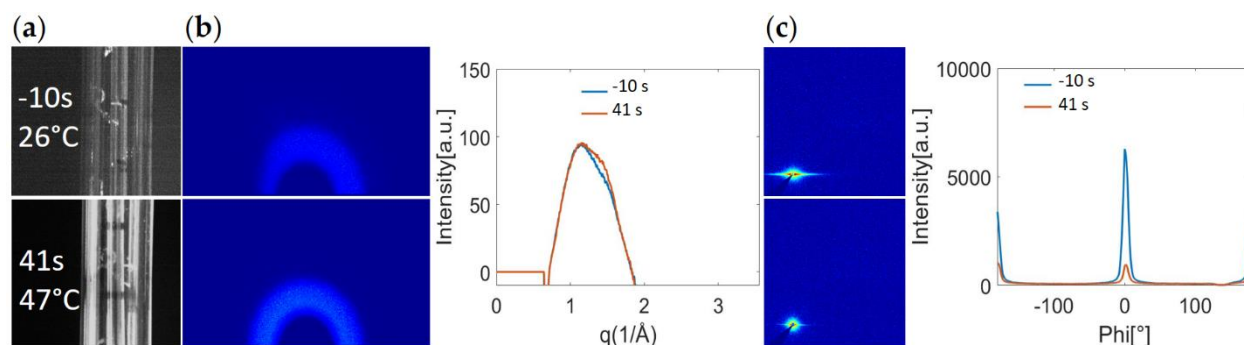 (a)
-10s
26°C
41s
47°C
(b)
150
100
50
0
Intensity[a.u.]
-10 s
41 s
0
1
2
3
q(1/Å)
(c)
10000
5000
0
Intensity[a.u.]
-10 s
41 s
-100
0
100
Phi[°]